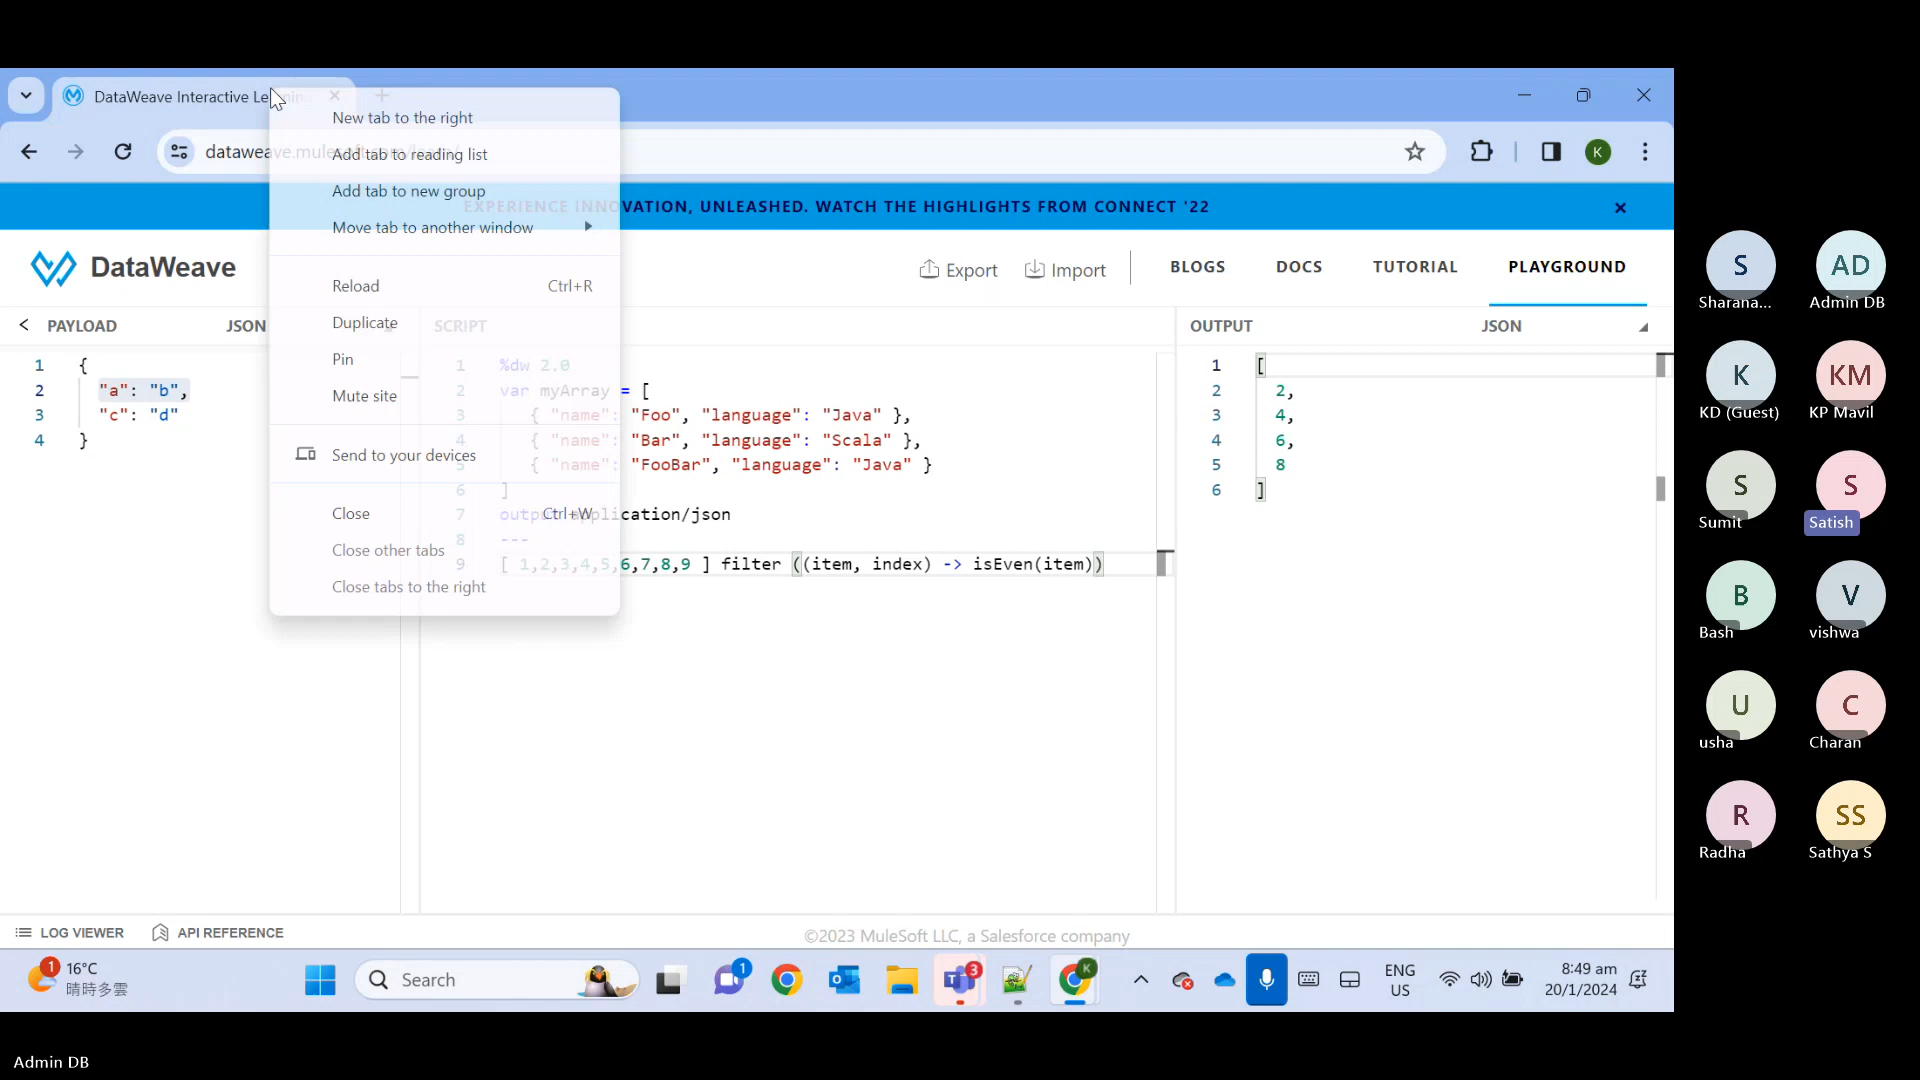 DataWeave Interactive Le
dataweave.mules
New tab to the right
Add tab to reading list
Add tab to new group
Move tab to another window
Reload Ctrl+R
Duplicate
Pin
Mute site
Send to your devices
Close Ctrl+W
Close other tabs
Close tabs to the right
K
EXPERIENCE INNOVATION, UNLEASHED. WATCH THE HIGHLIGHTS FROM CONNECT '22
DataWeave
Export
Import
BLOGS
DOCS
TUTORIAL
PLAYGROUND
PAYLOAD JSON
1 {
2 "a": "b",
3 "c": "d"
4 }
SCRIPT
1 %dw 2.0
2 var myArray = [
3 { "name": "Foo", "language": "Java" },
4 { "name": "Bar", "language": "Scala" },
5 { "name": "FooBar", "language": "Java" }
6 ]
7 output application/json
8 ---
9 [ 1,2,3,4,5,6,7,8,9 ] filter ((item, index) -> isEven(item))
OUTPUT JSON
1 [
2 2,
3 4,
4 6,
5 8
6 ]
LOG VIEWER
API REFERENCE
©2023 MuleSoft LLC, a Salesforce company
1
16°C
晴時多雲
Search
1
3
K
ENG
US
8:49 am
20/1/2024
S
Sharana...
AD
Admin DB
K
KD (Guest)
KM
KP Mavil
S
Sumit
S
Satish
B
Bash
V
vishwa
U
usha
C
Charan
R
Radha
SS
Sathya S
Admin DB